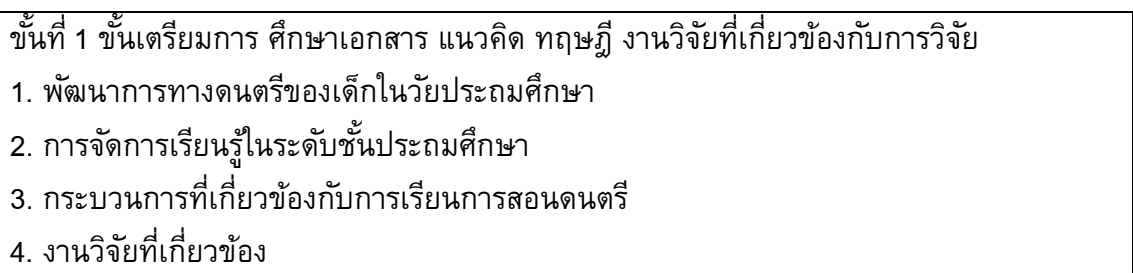 ขั้นที่ 1 ขั้นเตรียมการ ศึกษาเอกสาร แนวคิด ทฤษฎี งานวิจัยที่เกี่ยวข้องกับการวิจัย
1. พัฒนาการทางดนตรีของเด็กในวัยประถมศึกษา
2. การจัดการเรียนรู้ในระดับชั้นประถมศึกษา
3. กระบวนการที่เกี่ยวข้องกับการเรียนการสอนดนตรี
4. งานวิจัยที่เกี่ยวข้อง